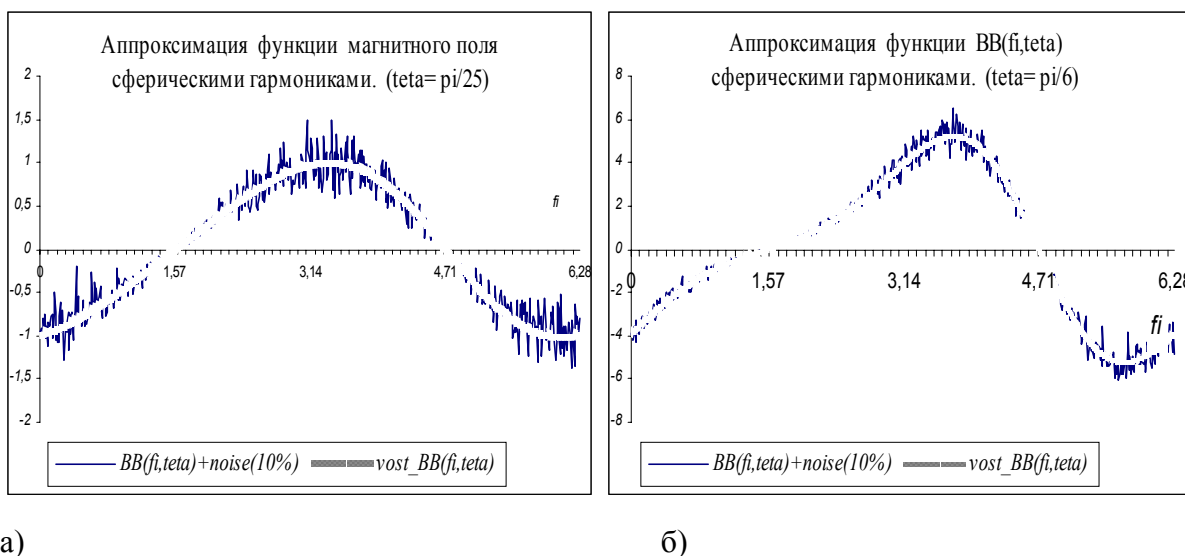 Аппроксимация функции магнитного поля
сферическими гармониками. (teta= pi/25)
2
1,5
1
0,5
0
-0,5
-1
-1,5
-2
0
1,57
3,14
4,71
6,28
fi
BB(fi,teta)+noise(10%)
vost_BB(fi,teta)
Аппроксимация функции BB(fi,teta)
сферическими гармониками. (teta= pi/6)
8
6
4
2
0
-2
-4
-6
-8
0
1,57
3,14
4,71
6,28
fi
BB(fi,teta)+noise(10%)
vost_BB(fi,teta)
а)
б)